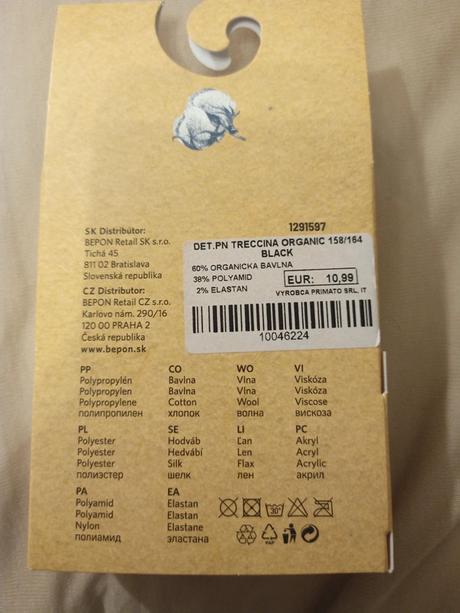 SK Distribútor:
BEPON Retail SK s.r.o.
Tichá 45
811 02 Bratislava
Slovenská republika
CZ Distributor:
BEPON Retail CZ s.r.o.
Karlovo nám. 290/16
120 00 PRAHA 2
Česká republika
www.bepon.sk
1291597
DET.PN TRECCINA ORGANIC 158/164
BLACK
60% ORGANICKA BAVLNA
38% POLYAMID
2% ELASTAN
EUR: 10,99
VYROBCA PRIMATO SRL, IT
10046224
PP
Polypropylén
Polypropylen
Polypropylene
полипропилен
CO
Bavlna
Bavlna
Cotton
хлопок
WO
Vlna
Vlna
Wool
волна
VI
Viskóza
Viskóza
Viscose
вискоза
PL
Polyester
Polyester
Polyester
полиэстер
SE
Hodváb
Hedvábí
Silk
шелк
LI
Ľan
Len
Flax
лен
PC
Akryl
Acryl
Acrylic
акрил
PA
Polyamid
Polyamid
Nylon
полиамид
EA
Elastan
Elastan
Elastane
эластана
30°
PAP